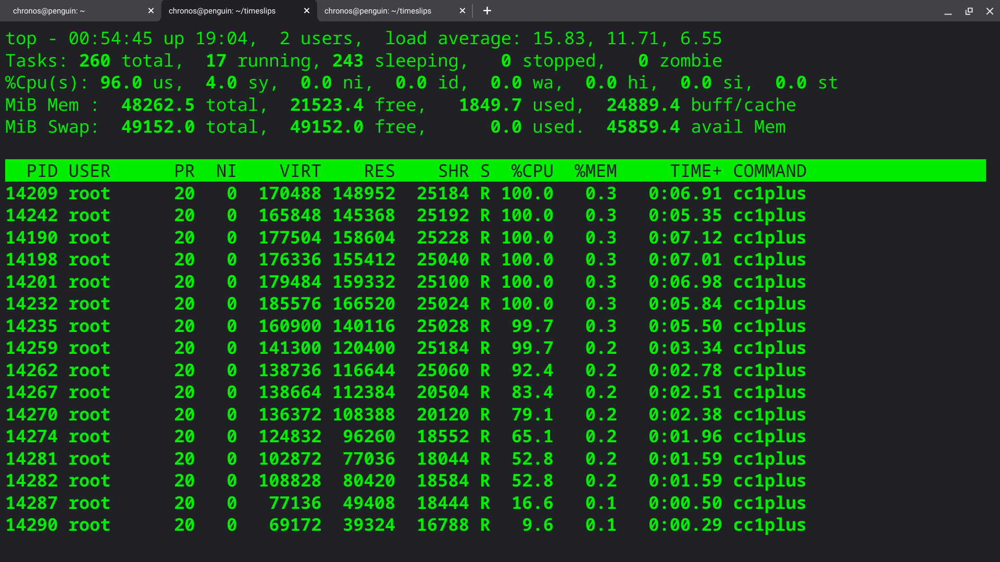 chronos@penguin: ~ chronos@penguin: ~/timeslips chronos@penguin: ~/timeslips
top - 00:54:45 up 19:04,  2 users,  load average: 15.83, 11.71, 6.55
Tasks: 260 total,  17 running, 243 sleeping,   0 stopped,   0 zombie
%Cpu(s): 96.0 us,  4.0 sy,  0.0 ni,  0.0 id,  0.0 wa,  0.0 hi,  0.0 si,  0.0 st
MiB Mem :  48262.5 total,  21523.4 free,   1849.7 used,  24889.4 buff/cache
MiB Swap:  49152.0 total,  49152.0 free,      0.0 used.  45859.4 avail Mem
PID USER PR NI VIRT RES SHR S %CPU %MEM TIME+ COMMAND
14209 root 20 0 170488 148952 25184 R 100.0 0.3 0:06.91 cc1plus
14242 root 20 0 165848 145368 25192 R 100.0 0.3 0:05.35 cc1plus
14190 root 20 0 177504 158604 25228 R 100.0 0.3 0:07.12 cc1plus
14198 root 20 0 176336 155412 25040 R 100.0 0.3 0:07.01 cc1plus
14201 root 20 0 179484 159332 25100 R 100.0 0.3 0:06.98 cc1plus
14232 root 20 0 185576 166520 25024 R 100.0 0.3 0:05.84 cc1plus
14235 root 20 0 160900 140116 25028 R 99.7 0.3 0:05.50 cc1plus
14259 root 20 0 141300 120400 25184 R 99.7 0.2 0:03.34 cc1plus
14262 root 20 0 138736 116644 25060 R 92.4 0.2 0:02.78 cc1plus
14267 root 20 0 138664 112384 20504 R 83.4 0.2 0:02.51 cc1plus
14270 root 20 0 136372 108388 20120 R 79.1 0.2 0:02.38 cc1plus
14274 root 20 0 124832 96260 18552 R 65.1 0.2 0:01.96 cc1plus
14281 root 20 0 102872 77036 18044 R 52.8 0.2 0:01.59 cc1plus
14282 root 20 0 108828 80420 18584 R 52.8 0.2 0:01.59 cc1plus
14287 root 20 0 77136 49408 18444 R 16.6 0.1 0:00.50 cc1plus
14290 root 20 0 69172 39324 16788 R 9.6 0.1 0:00.29 cc1plus